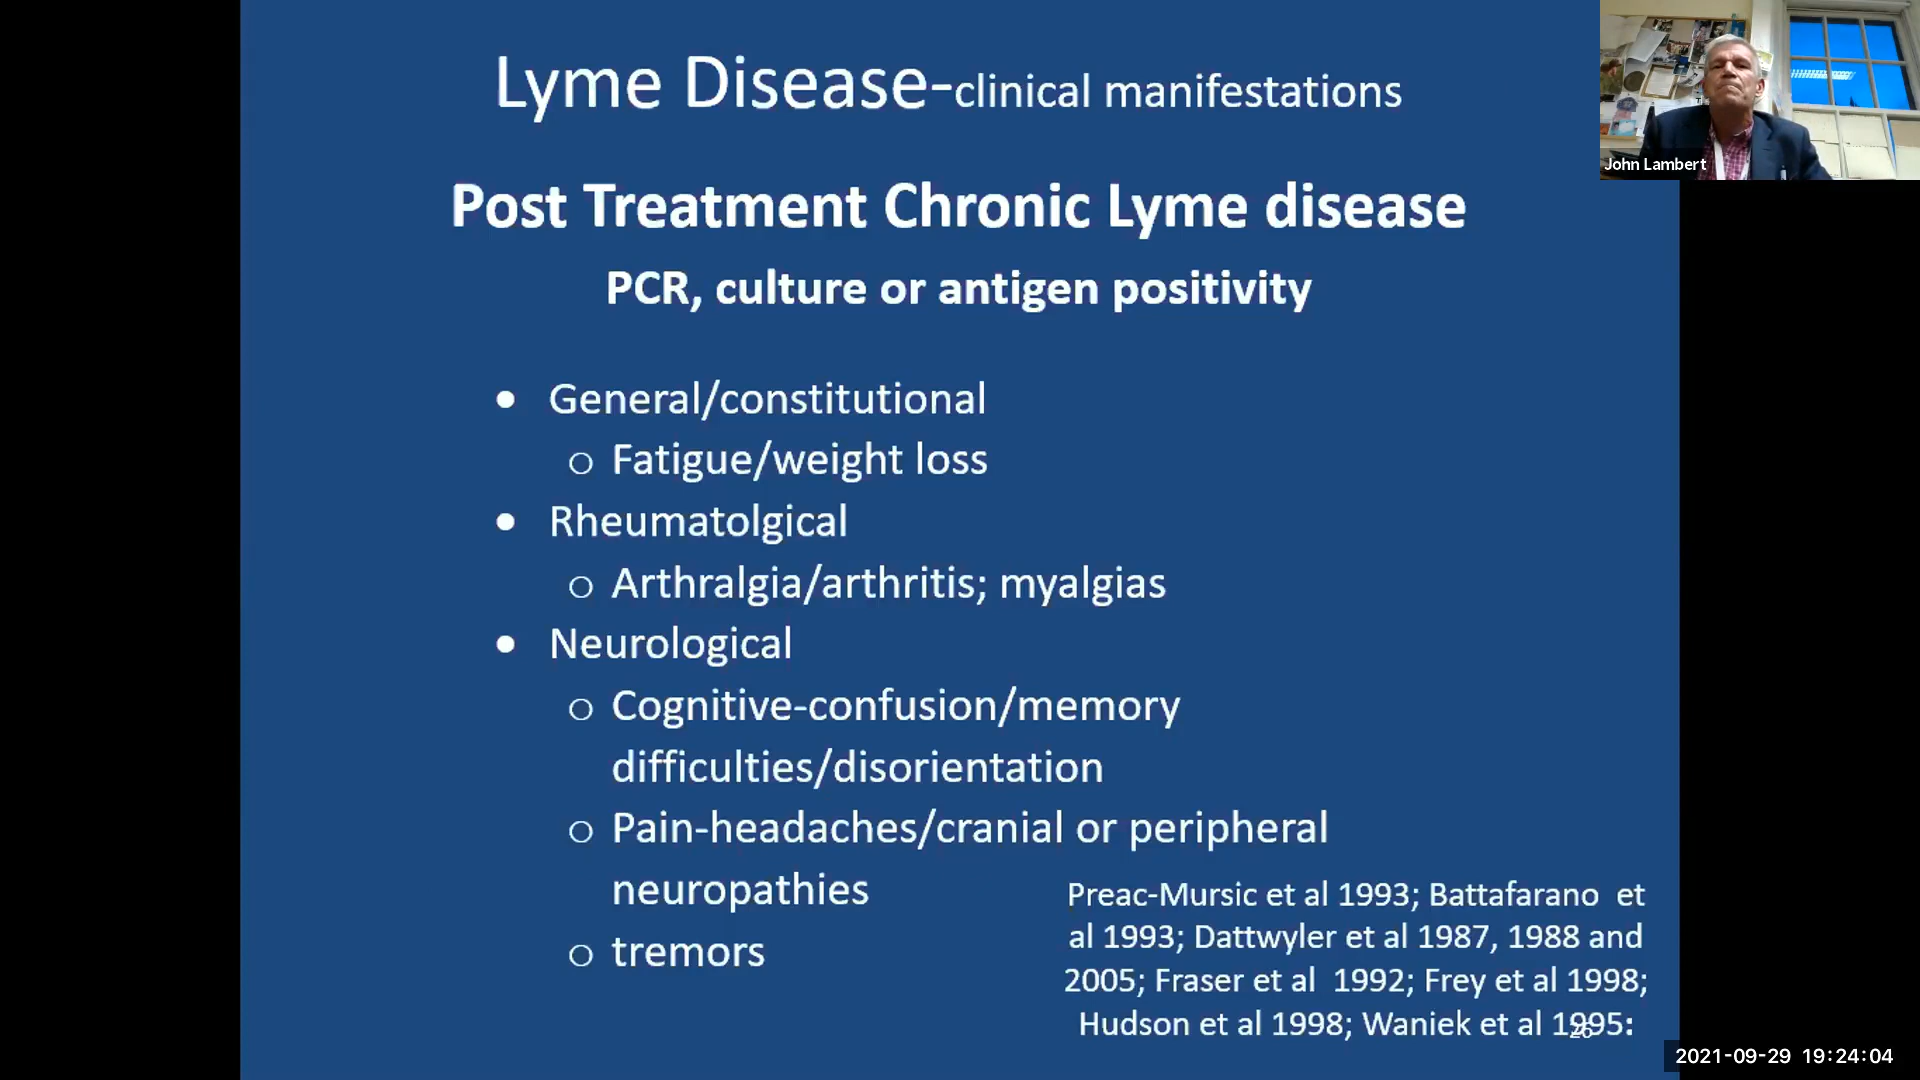 Lyme Disease-clinical manifestations
John Lambert
Post Treatment Chronic Lyme disease
PCR, culture or antigen positivity
• General/constitutional
o Fatigue/weight loss
• Rheumatolgical
o Arthralgia/arthritis; myalgias
• Neurological
o Cognitive-confusion/memory
difficulties/disorientation
o Pain-headaches/cranial or peripheral
neuropathies
o tremors
Preac-Mursic et al 1993; Battafarano et
al 1993; Dattwyler et al 1987, 1988 and
2005; Fraser et al 1992; Frey et al 1998;
Hudson et al 1998; Waniek et al 1995:
2021-09-29 19:24:04